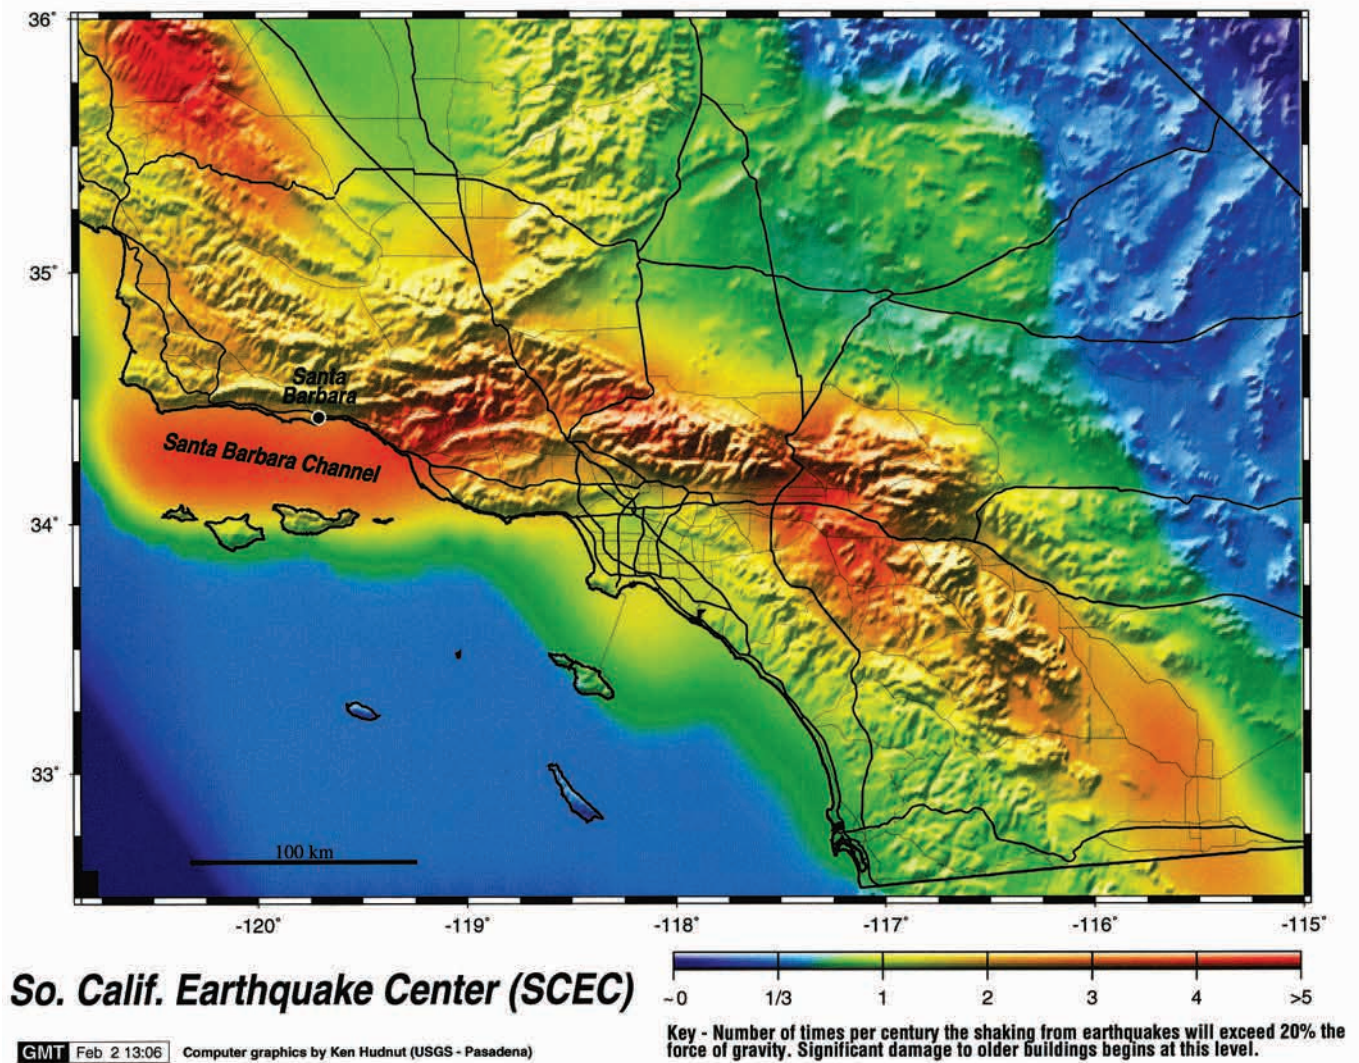 36°
35°
34°
33°
Santa
Barbara
Santa Barbara Channel
100 km
-120°
-119°
-118°
-117°
-116°
-115°
So. Calif. Earthquake Center (SCEC)
~0 1/3 1 2 3 4 >5
Key - Number of times per century the shaking from earthquakes will exceed 20% the
force of gravity. Significant damage to older buildings begins at this level.
GMT Feb 2 13:06 Computer graphics by Ken Hudnut (USGS - Pasadena)